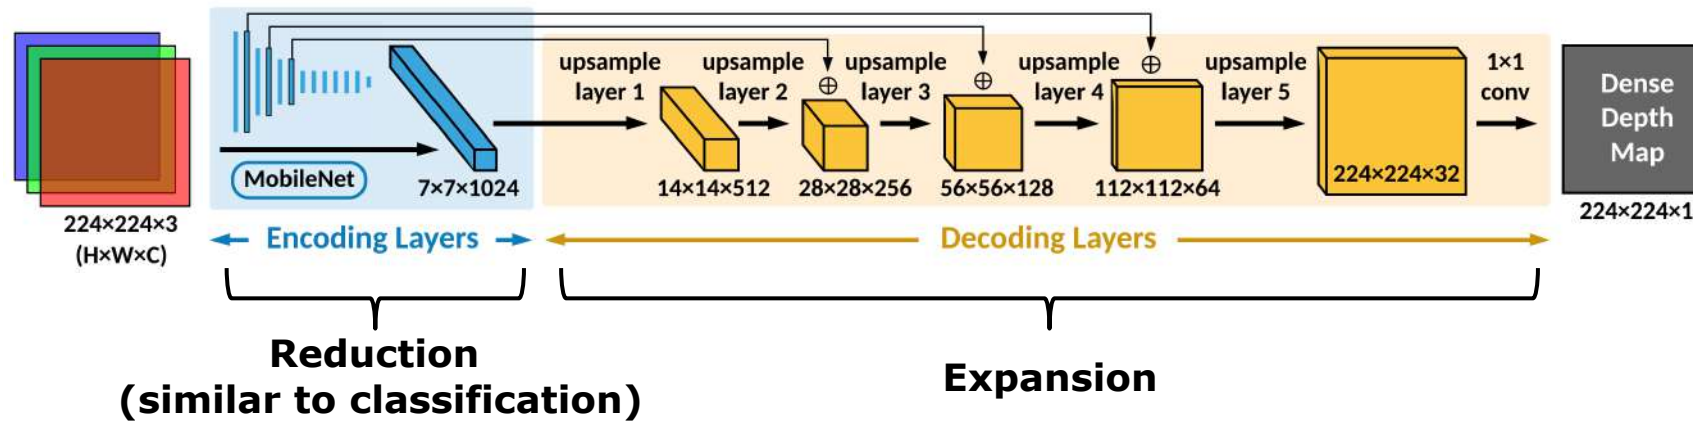 224×224×3
(H×W×C)
MobileNet
7×7×1024
Encoding Layers
upsample
layer 1
14×14×512
upsample
layer 2
28×28×256
upsample
layer 3
56×56×128
upsample
layer 4
112×112×64
upsample
layer 5
224×224×32
1×1
conv
Decoding Layers
Dense
Depth
Map
224×224×1
Reduction
(similar to classification)
Expansion